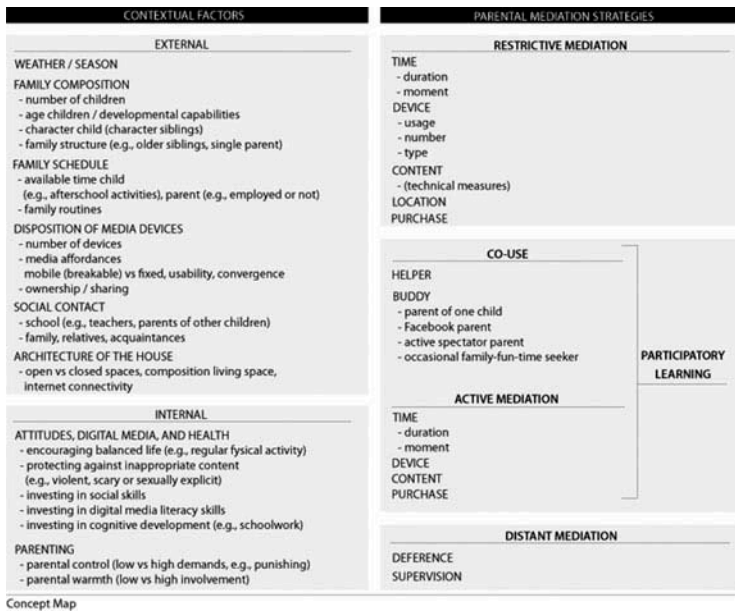 CONTEXTUAL FACTORS
EXTERNAL
WEATHER / SEASON
FAMILY COMPOSITION
- number of children
- age children / developmental capabilities
- character child (character siblings)
- family structure (e.g., older siblings, single parent)
FAMILY SCHEDULE
- available time child
(e.g., afterschool activities), parent (e.g., employed or not)
- family routines
DISPOSITION OF MEDIA DEVICES
- number of devices
- media affordances
mobile (breakable) vs fixed, usability, convergence
- ownership / sharing
SOCIAL CONTACT
- school (e.g., teachers, parents of other children)
- family, relatives, acquaintances
ARCHITECTURE OF THE HOUSE
- open vs closed spaces, composition living space,
internet connectivity
INTERNAL
ATTITUDES, DIGITAL MEDIA, AND HEALTH
- encouraging balanced life (e.g., regular fysical activity)
- protecting against inappropriate content
(e.g., violent, scary or sexually explicit)
- investing in social skills
- investing in digital media literacy skills
- investing in cognitive development (e.g., schoolwork)
PARENTING
- parental control (low vs high demands, e.g., punishing)
- parental warmth (low vs high involvement)
PARENTAL MEDIATION STRATEGIES
RESTRICTIVE MEDIATION
TIME
- duration
- moment
DEVICE
- usage
- number
- type
CONTENT
- (technical measures)
LOCATION
PURCHASE
CO-USE
HELPER
BUDDY
- parent of one child
- Facebook parent
- active spectator parent
- occasional family-fun-time seeker
ACTIVE MEDIATION
TIME
- duration
- moment
DEVICE
CONTENT
PURCHASE
PARTICIPATORY
LEARNING
DISTANT MEDIATION
DEFERENCE
SUPERVISION
Concept Map